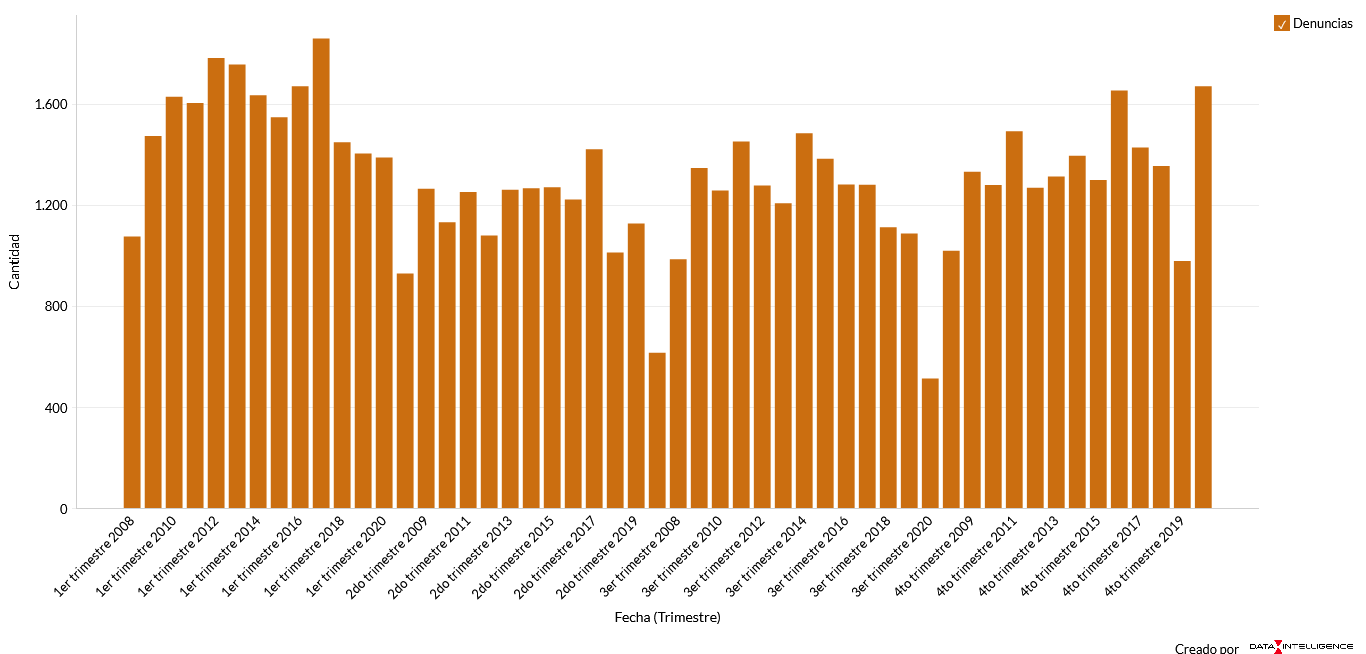 ✓ Denuncias
Cantidad
1.600
1.200
800
400
0
1er trimestre 2008
1er trimestre 2010
1er trimestre 2012
1er trimestre 2014
1er trimestre 2016
1er trimestre 2018
1er trimestre 2020
2do trimestre 2009
2do trimestre 2011
2do trimestre 2013
2do trimestre 2015
2do trimestre 2017
2do trimestre 2019
3er trimestre 2008
3er trimestre 2010
3er trimestre 2012
3er trimestre 2014
3er trimestre 2016
3er trimestre 2018
3er trimestre 2020
4to trimestre 2009
4to trimestre 2011
4to trimestre 2013
4to trimestre 2015
4to trimestre 2017
4to trimestre 2019
Fecha (Trimestre)
Creado por DATA INTELLIGENCE